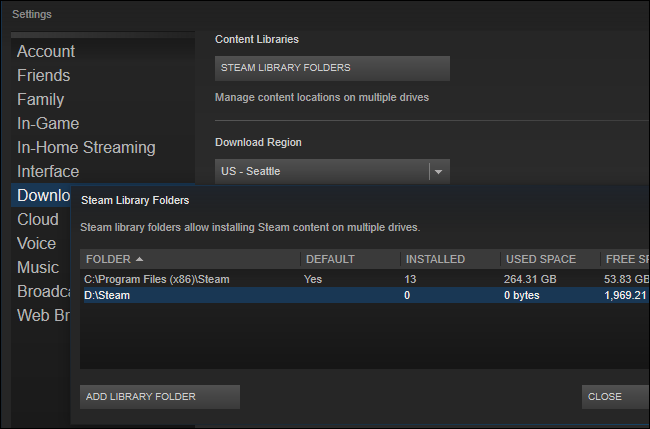 Settings
Account
Friends
Family
In-Game
In-Home Streaming
Interface
Downlo
Cloud
Voice
Music
Broadca
Web Br
Content Libraries
STEAM LIBRARY FOLDERS
Manage content locations on multiple drives
Download Region
US - Seattle
Steam Library Folders
Steam library folders allow installing Steam content on multiple drives.
FOLDER DEFAULT INSTALLED USED SPACE FREE SP
C:\Program Files (x86)\Steam Yes 13 264.31 GB 53.83 GB
D:\Steam 0 0 bytes 1,969.21
ADD LIBRARY FOLDER CLOSE